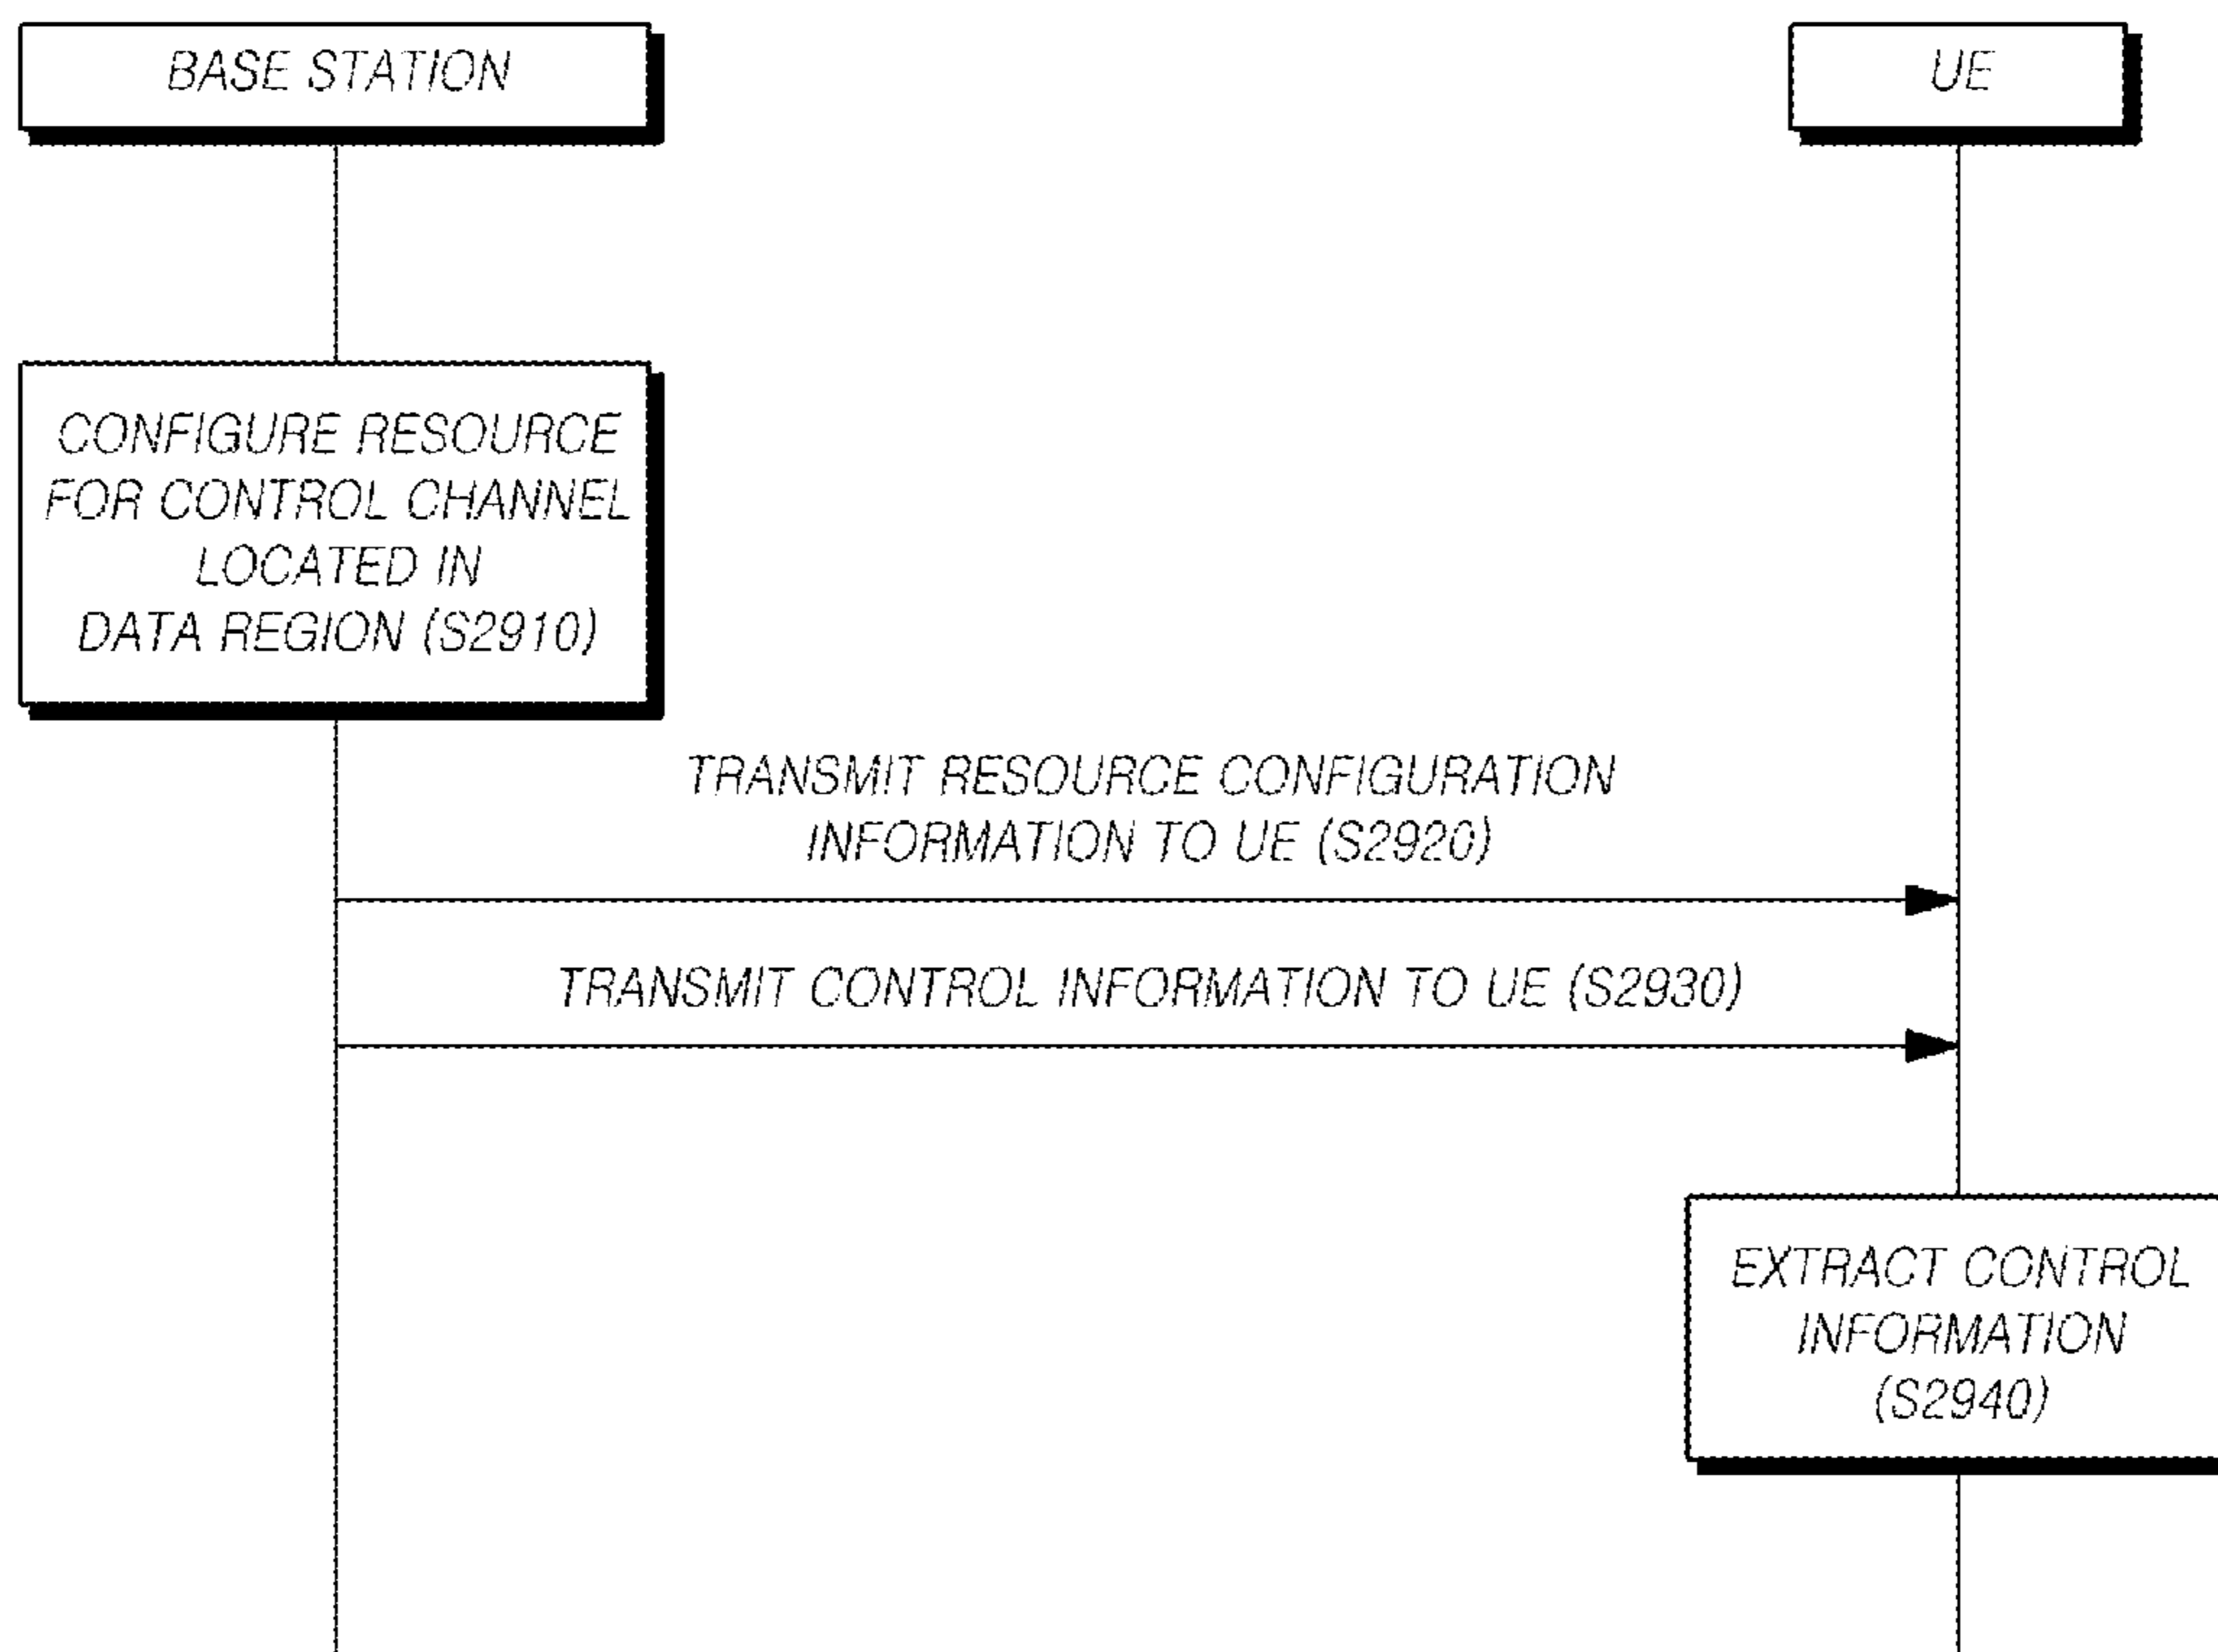 BASE STATION
UE
CONFIGURE RESOURCE
FOR CONTROL CHANNEL
LOCATED IN
DATA REGION (S2910)
TRANSMIT RESOURCE CONFIGURATION
INFORMATION TO UE (S2920)
TRANSMIT CONTROL INFORMATION TO UE (S2930)
EXTRACT CONTROL
INFORMATION
(S2940)